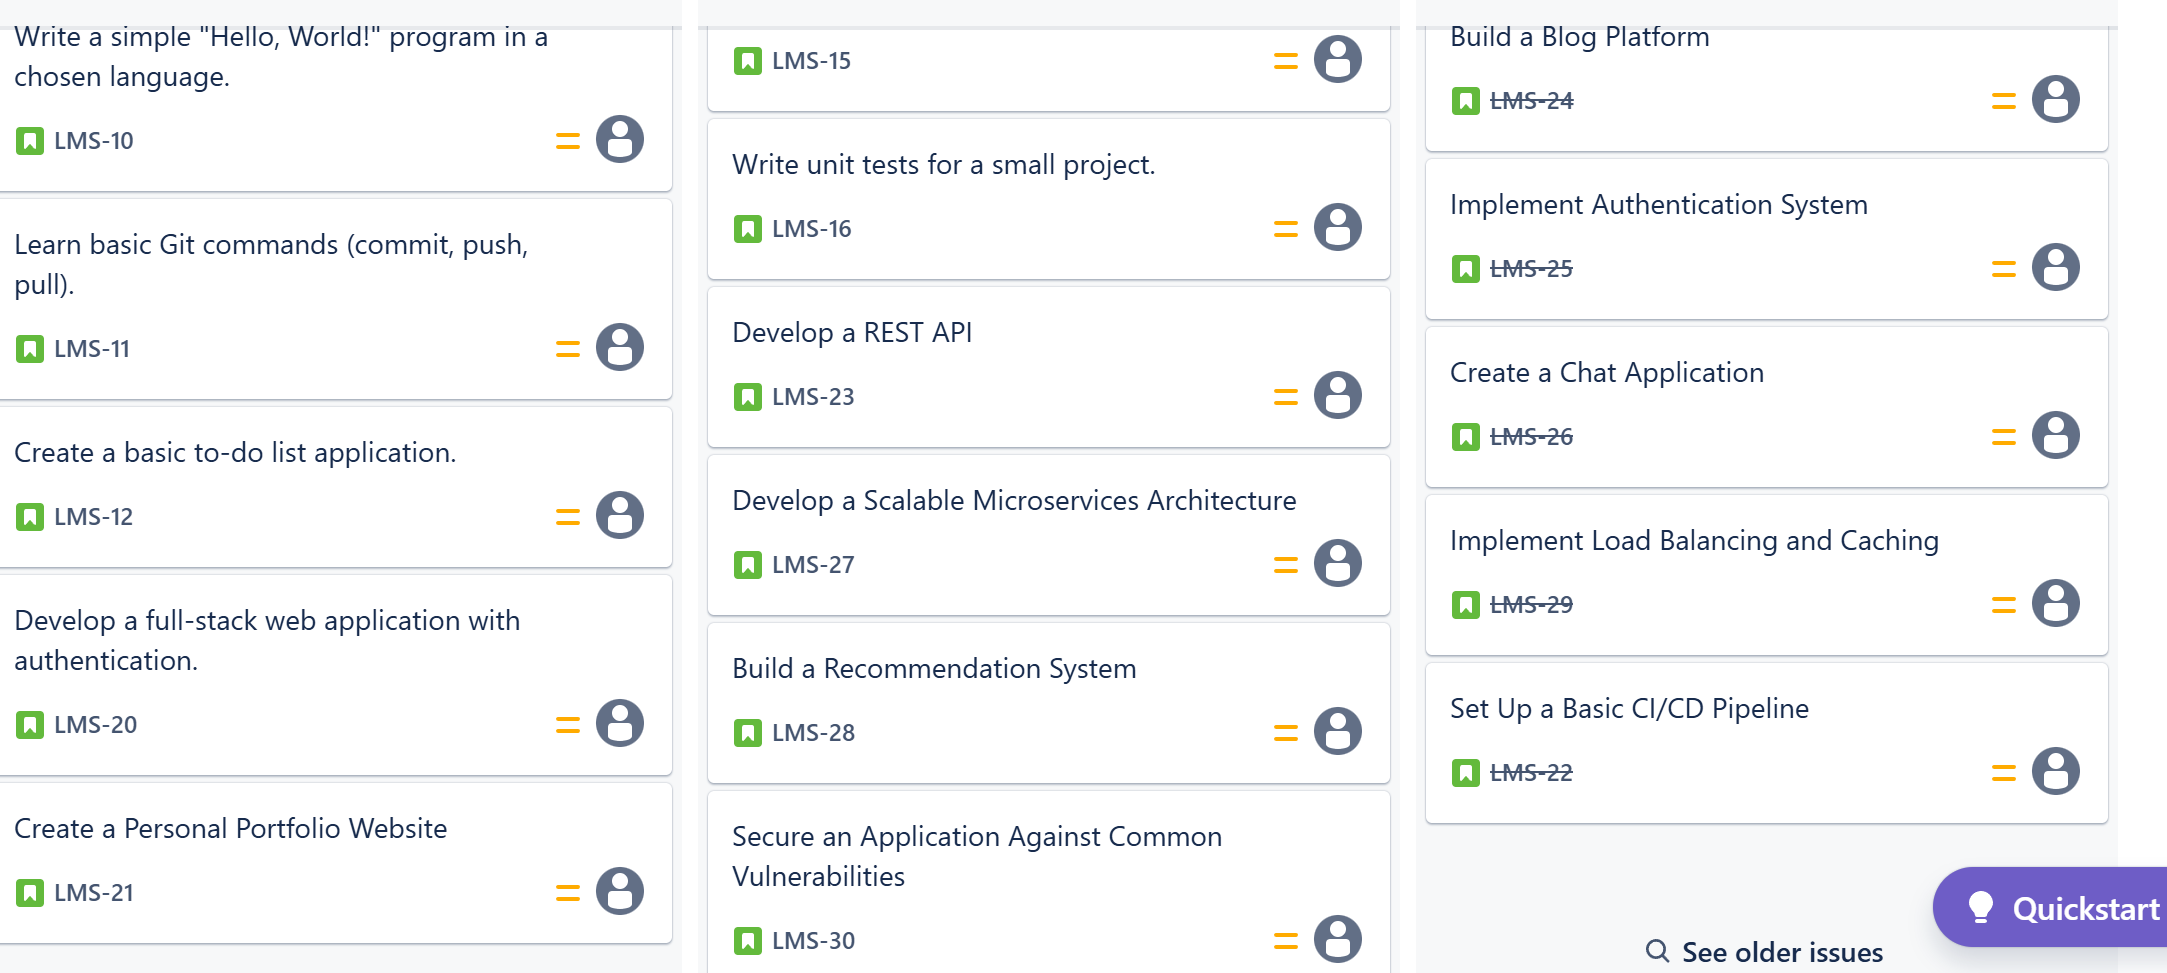 Write a simple "Hello, World!" program in a
chosen language.
LMS-10
Learn basic Git commands (commit, push,
pull).
LMS-11
Create a basic to-do list application.
LMS-12
Develop a full-stack web application with
authentication.
LMS-20
Create a Personal Portfolio Website
LMS-21
LMS-15
Write unit tests for a small project.
LMS-16
Develop a REST API
LMS-23
Develop a Scalable Microservices Architecture
LMS-27
Build a Recommendation System
LMS-28
Secure an Application Against Common
Vulnerabilities
LMS-30
Build a Blog Platform
LMS-24
Implement Authentication System
LMS-25
Create a Chat Application
LMS-26
Implement Load Balancing and Caching
LMS-29
Set Up a Basic CI/CD Pipeline
LMS-22
Quickstart
See older issues